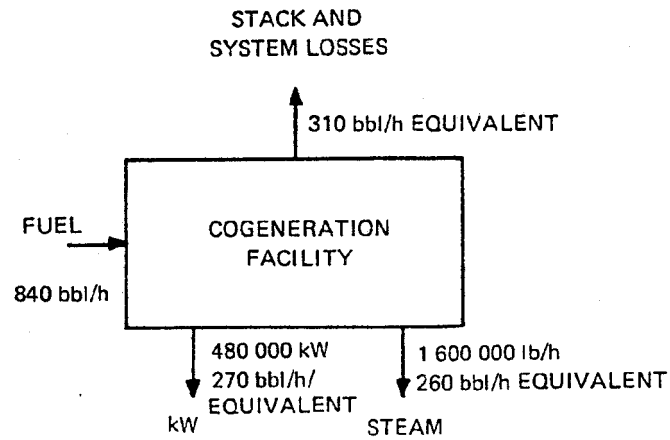 STACK AND
SYSTEM LOSSES
310 bbl/h EQUIVALENT
FUEL
840 bbl/h
COGENERATION
FACILITY
480 000 kW
270 bbl/h/
EQUIVALENT
kW
1 600 000 lb/h
260 bbl/h EQUIVALENT
STEAM